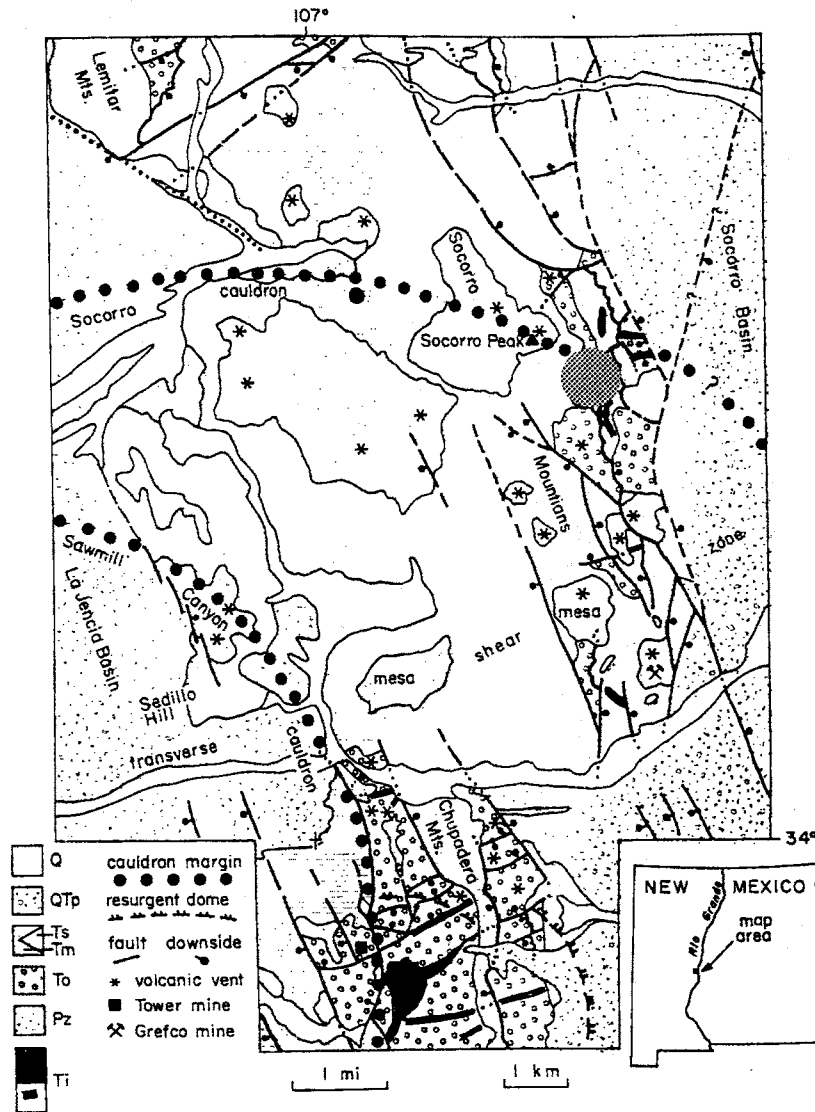 107°
Lemitar
Mts.
Socorro
cauldron
Socorro
Socorro Peak
Socorro
Basin
Mountians
zone
Sawmill
Canyon
cauldron
La Jencia Basin
Sedillo
Hill
transverse
mesa
shear
mesa
Chupadera
Mts.
34°
Q
QTp
Ts
Tm
To
Pz
Ti
cauldron margin
resurgent dome
fault downside
volcanic vent
Tower mine
Grefco mine
1 mi
1 km
NEW MEXICO
Rio Grande
map
area